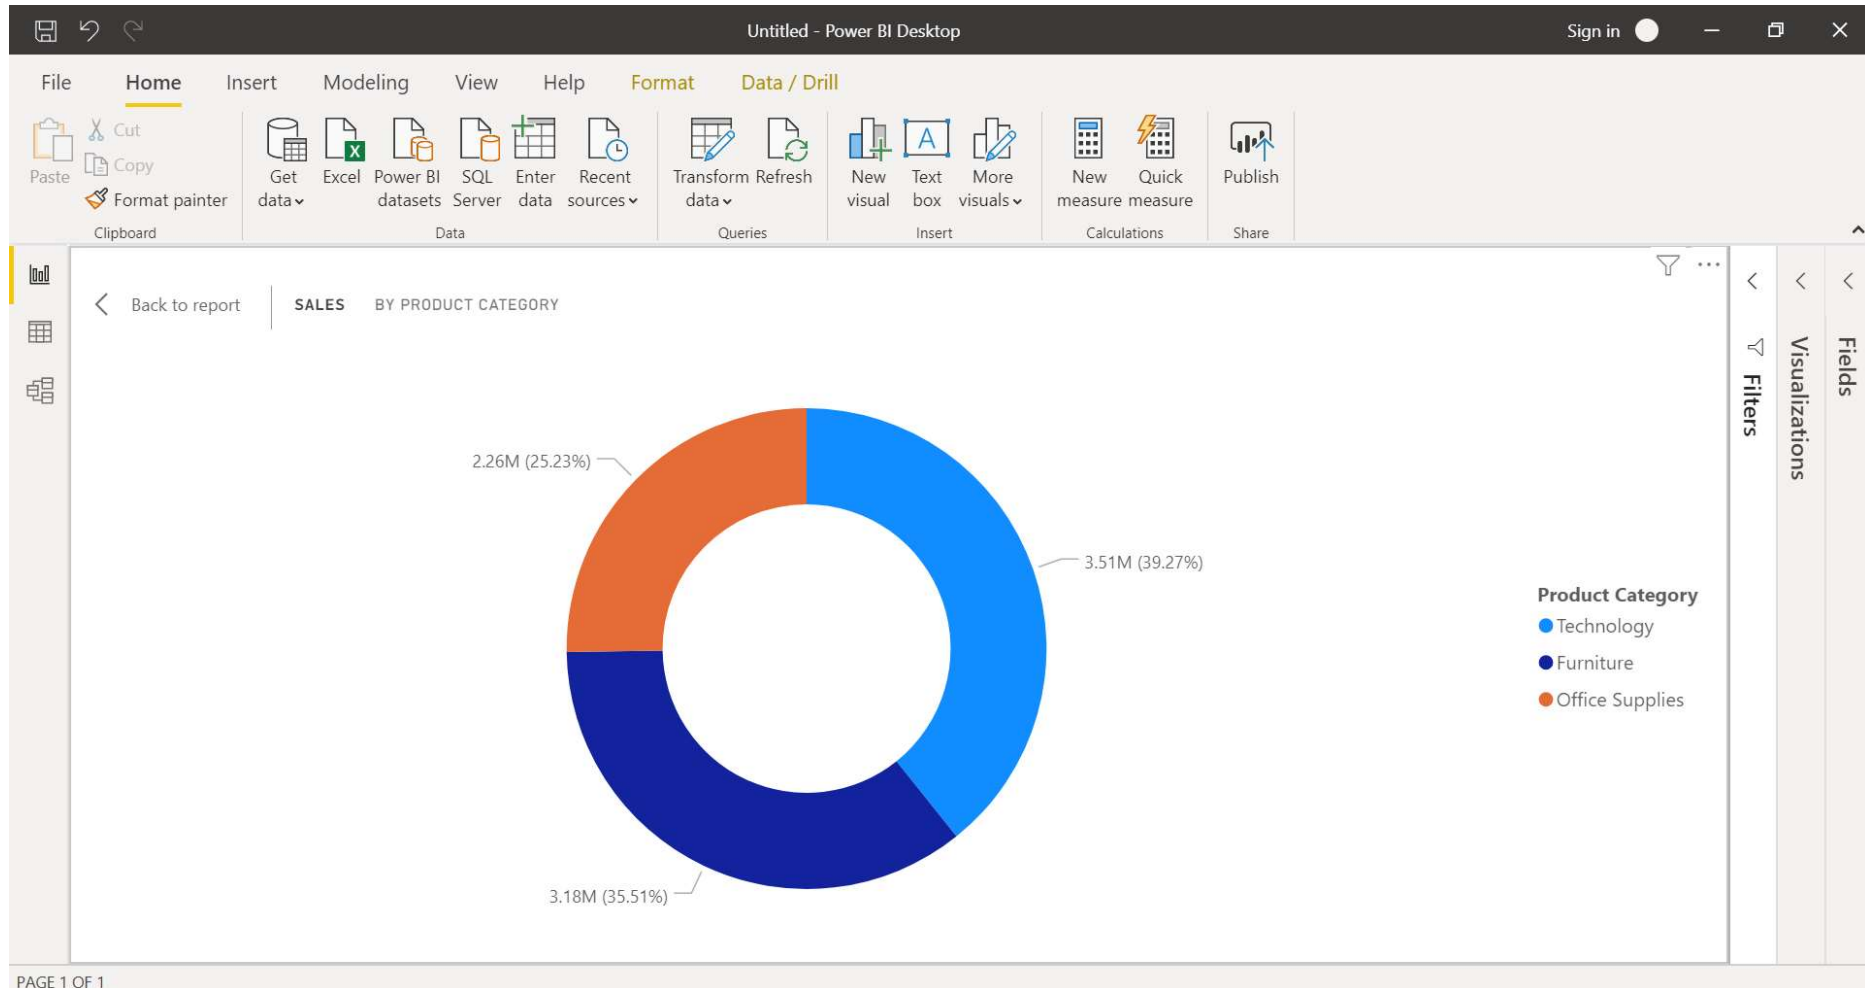 Untitled - Power BI Desktop
Sign in
File Home Insert Modeling View Help Format Data / Drill
Paste
Cut
Copy
Format painter
Clipboard
Get data
Excel
Power BI datasets
SQL Server
Enter data
Recent sources
Data
Transform data
Refresh
Queries
New visual
A
Text box
More visuals
Insert
New measure
Quick measure
Calculations
Publish
Share
Back to report
SALES BY PRODUCT CATEGORY
2.26M (25.23%)
3.51M (39.27%)
3.18M (35.51%)
Product Category
Technology
Furniture
Office Supplies
Filters
Visualizations
Fields
PAGE 1 OF 1